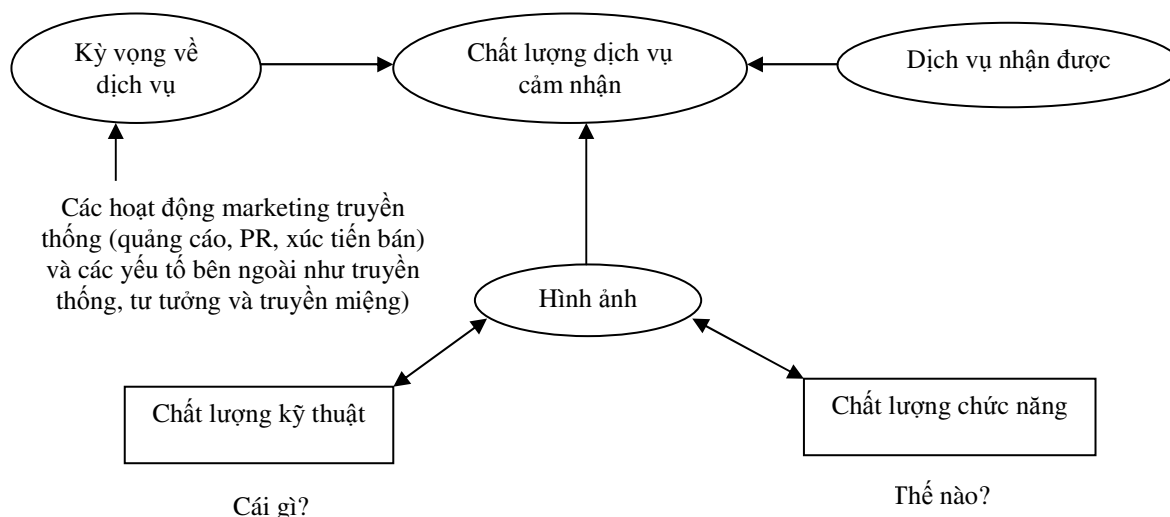 Kỳ vọng về
dịch vụ
Chất lượng dịch vụ
cảm nhận
Dịch vụ nhận được
Các hoạt động marketing truyền
thống (quảng cáo, PR, xúc tiến bán)
và các yếu tố bên ngoài như truyền
thống, tư tưởng và truyền miệng)
Hình ảnh
Chất lượng kỹ thuật
Chất lượng chức năng
Cái gì?
Thế nào?